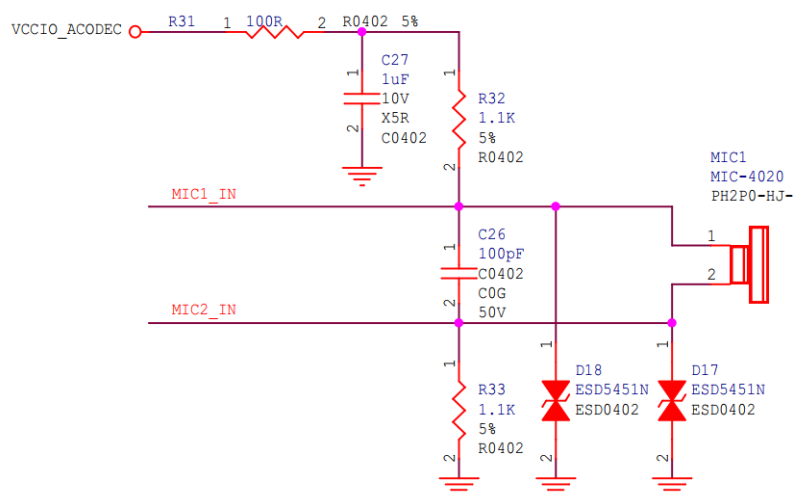 VCCIO_ACODEC
R31 1 100R 2 R0402 5%
C27
1uF
10V
X5R
C0402
1
2
1
R32
1.1K
5%
R0402
2
MIC1
MIC-4020
PH2P0-HJ-
MIC1_IN
1
2
C26
100pF
C0402
C0G
50V
1
2
MIC2_IN
1
R33
1.1K
5%
R0402
2
1
D18
ESD5451N
ESD0402
2
1
D17
ESD5451N
ESD0402
2